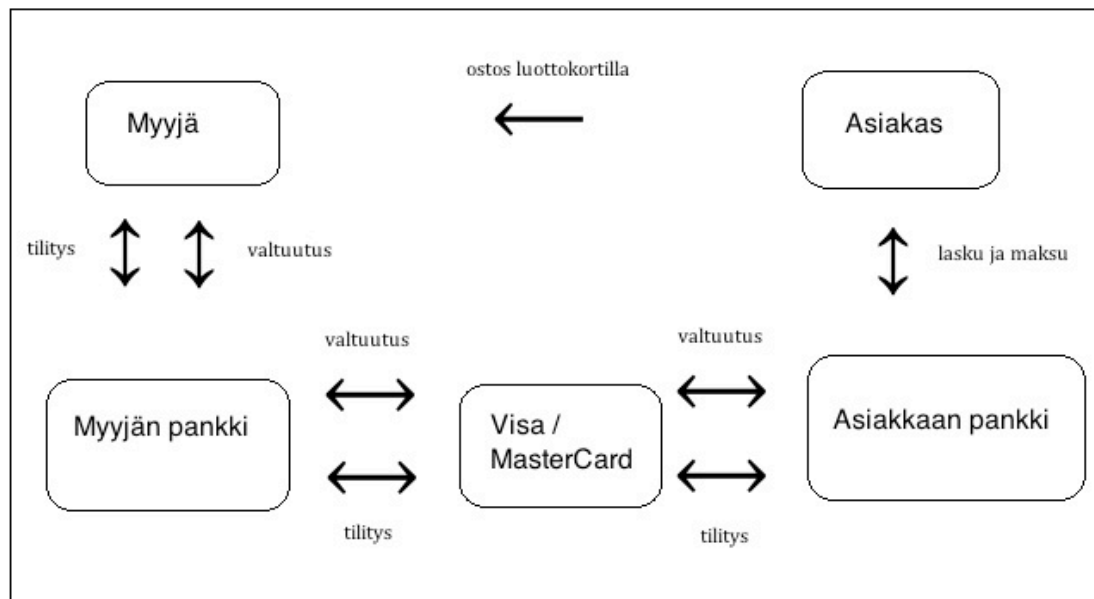 ostos luottokortilla
Myyjä
Asiakas
tilitys
valtuutus
lasku ja maksu
valtuutus
valtuutus
Myyjän pankki
Visa /
MasterCard
Asiakkaan pankki
tilitys
tilitys